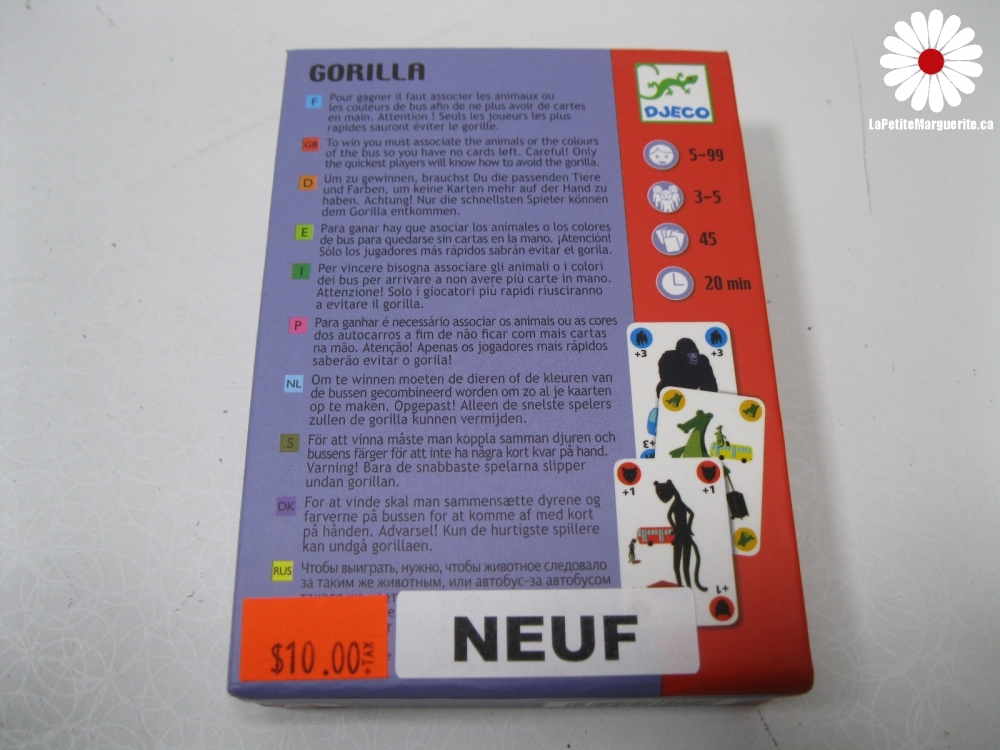 GORILLA
F Pour gagner il faut associer les animaux ou
les couleurs de bus afin de ne plus avoir de cartes
en main. Attention ! Seuls les joueurs les plus
rapides sauront éviter le gorille.
GB To win you must associate the animals or the colours
of the bus so you have no cards left. Careful! Only
the quickest players will know how to avoid the gorilla.
D Um zu gewinnen, brauchst Du die passenden Tiere
und Farben, um keine Karten mehr auf der Hand zu
haben. Achtung! Nur die schnellsten Spieler können
dem Gorilla entkommen.
E Para ganar hay que asociar los animales o los colores
de bus para quedarse sin cartas en la mano. ¡Atención!
Sólo los jugadores más rápidos sabrán evitar el gorila.
I Per vincere bisogna associare gli animali o i colori
dei bus per arrivare a non avere più carte in mano.
Attenzione! Solo i giocatori più rapidi riusciranno
a evitare il gorilla.
P Para ganhar é necessário associar os animais ou as cores
dos autocarros a fim de não ficar com mais cartas
na mão. Atenção! Apenas os jogadores mais rápidos
saberão evitar o gorila!
NL Om te winnen moeten de dieren of de kleuren van
de bussen gecombineerd worden om zo al je kaarten
op te maken. Opgepast! Alleen de snelste spelers
zullen de gorilla kunnen vermijden.
S För att vinna måste man koppla samman djuren och
bussens färger för att inte ha några kort kvar på hand.
Varning! Bara de snabbaste spelarna slipper
undan gorillan.
DK For at vinde skal man sammensætte dyrene og
farverne på bussen for at komme af med kort
på hånden. Advarsel! Kun de hurtigste spillere
kan undgå gorillaen.
RUS Чтобы выиграть, нужно, чтобы животное следовало
за таким же животным, или автобус-за автобусом
$10.00+TAX
NEUF
DJECO
5-99
3-5
45
20 min
+3
+3
+3
+1
+1
+1
LaPetiteMarguerite.ca